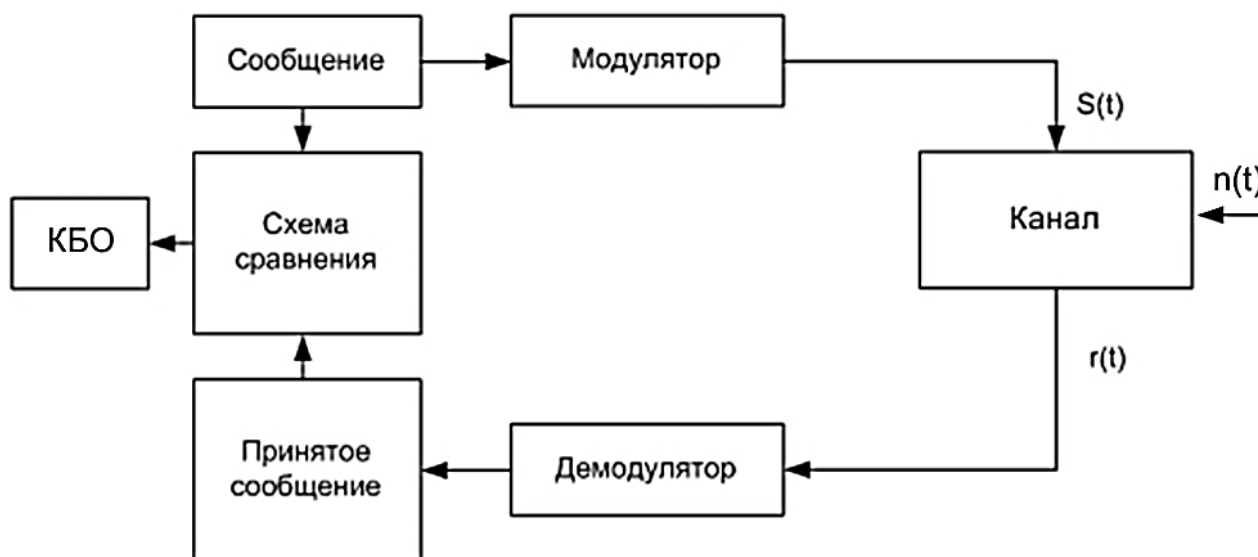 Сообщение
Модулятор
S(t)
n(t)
Канал
КБО
Схема
сравнения
r(t)
Принятое
сообщение
Демодулятор